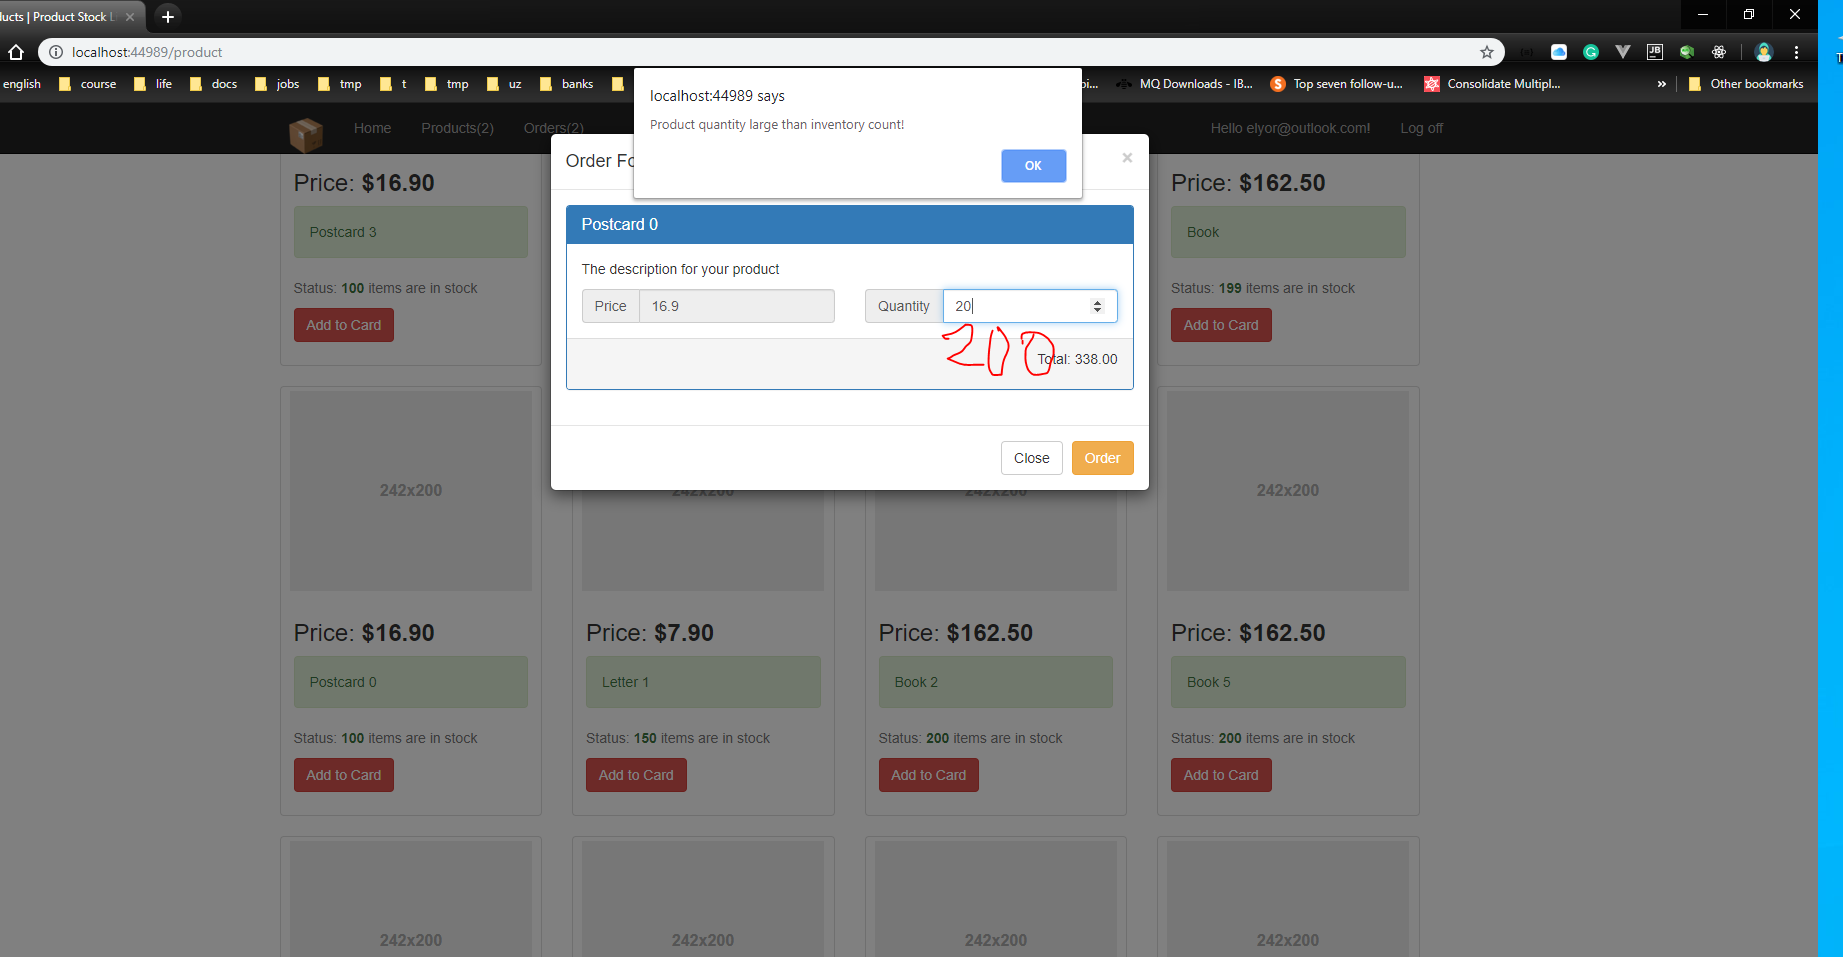 ucts | Product Stock L
localhost:44989/product
english course life docs jobs tmp t tmp uz banks
MQ Downloads - IB... Top seven follow-u... Consolidate Multipl... » Other bookmarks
localhost:44989 says
Product quantity large than inventory count!
OK
Home Products(2) Orders(2) Hello elyor@outlook.com! Log off
Order Fo
×
Price: $16.90
Postcard 3
Status: 100 items are in stock
Add to Card
Postcard 0
The description for your product
Price 16.9 Quantity 20
200
Total: 338.00
Close Order
Price: $162.50
Book
Status: 199 items are in stock
Add to Card
242x200 242x200 242x200 242x200
Price: $16.90 Price: $7.90 Price: $162.50 Price: $162.50
Postcard 0 Letter 1 Book 2 Book 5
Status: 100 items are in stock Status: 150 items are in stock Status: 200 items are in stock Status: 200 items are in stock
Add to Card Add to Card Add to Card Add to Card
242x200 242x200 242x200 242x200